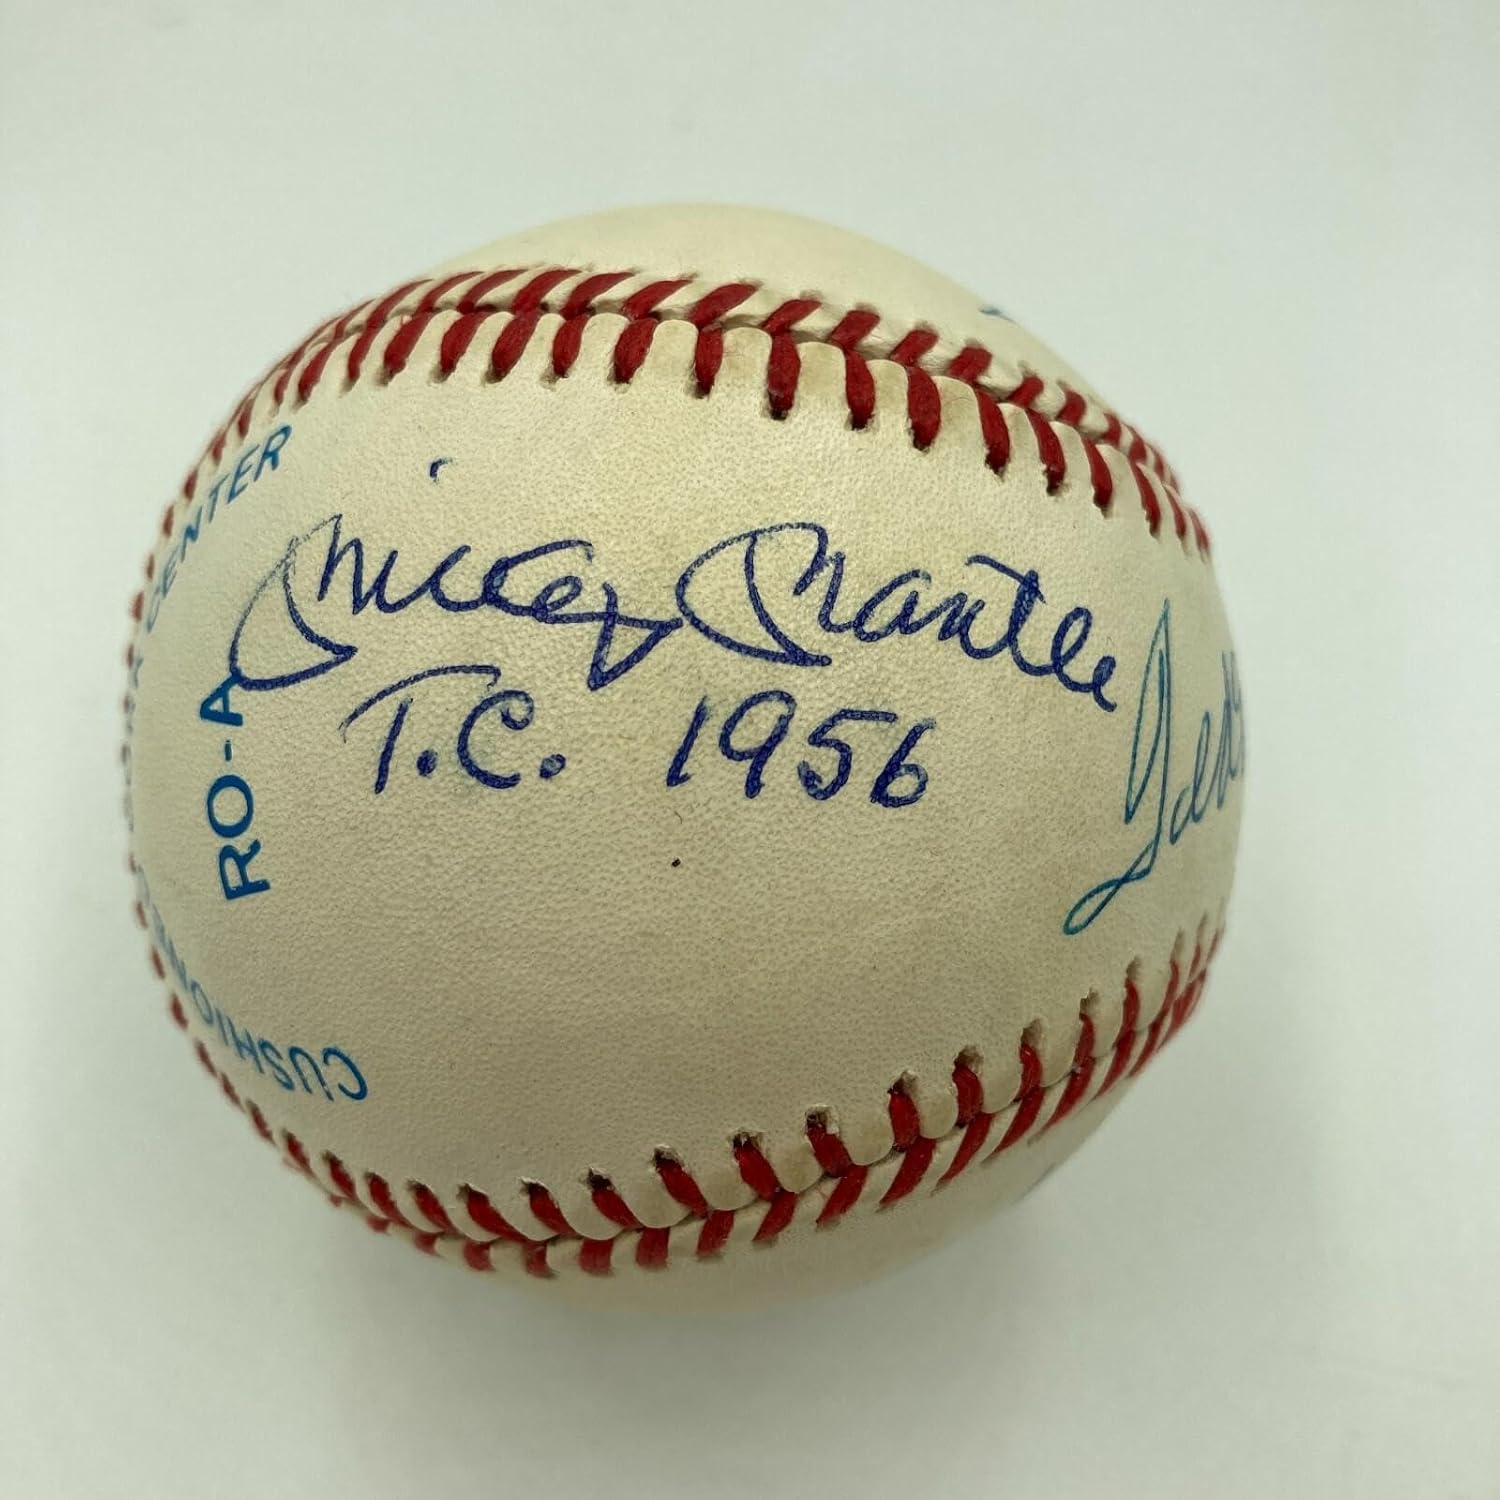 Mickey Mantle
T.C. 1956
RO-A
CENTER
CUSHIONED